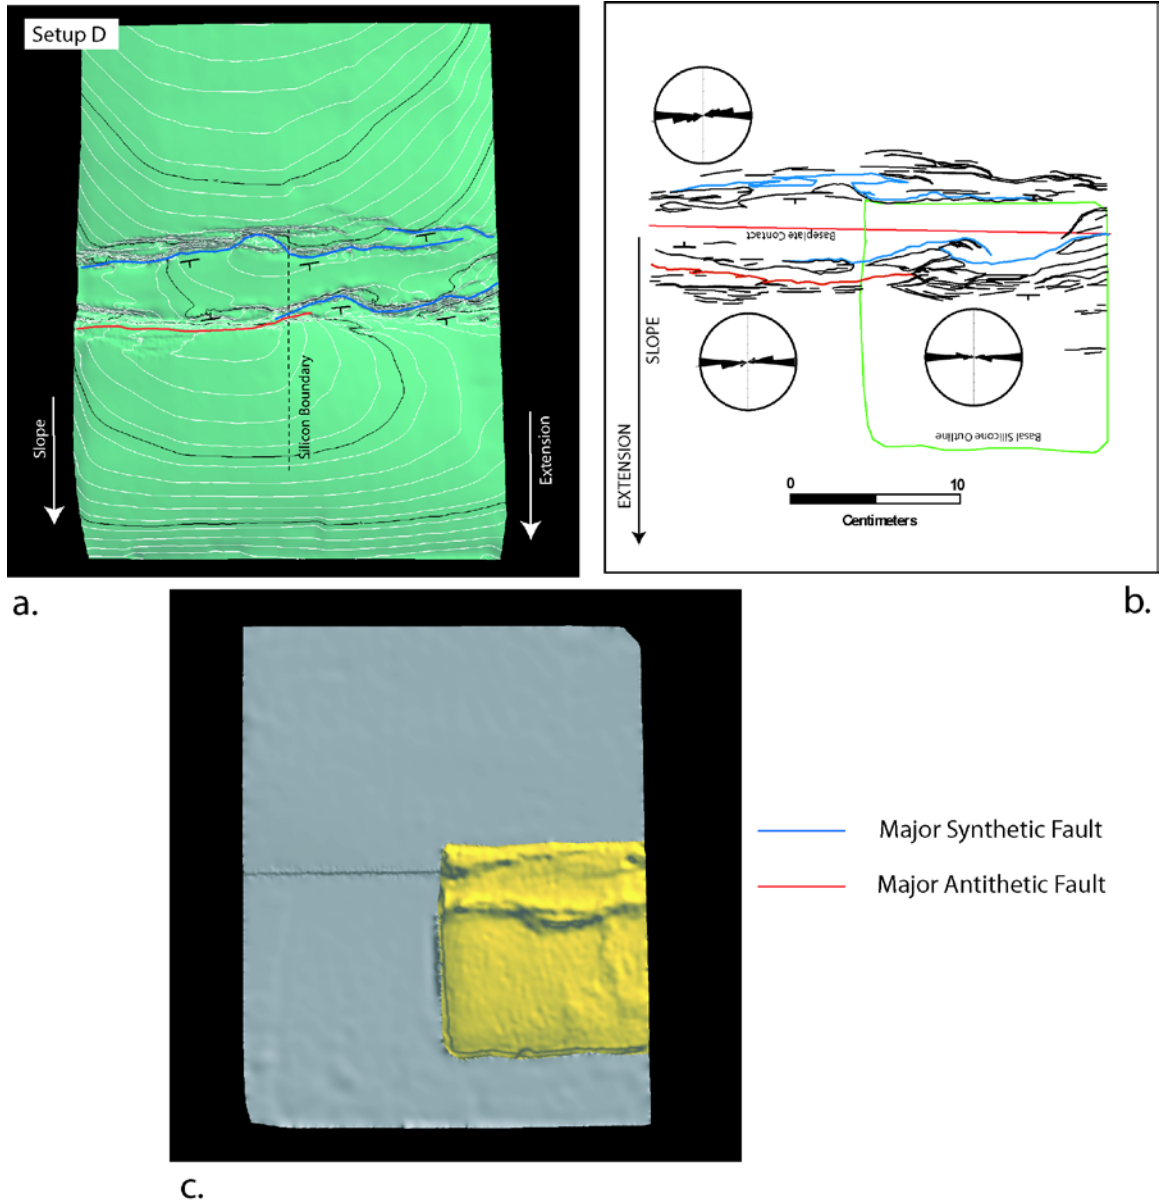 Setup D
Slope
Silicon Boundary
Extension
a.
Baseplate Contact
SLOPE
EXTENSION
Basal Silicone Outline
0
10
Centimeters
b.
Major Synthetic Fault
Major Antithetic Fault
c.